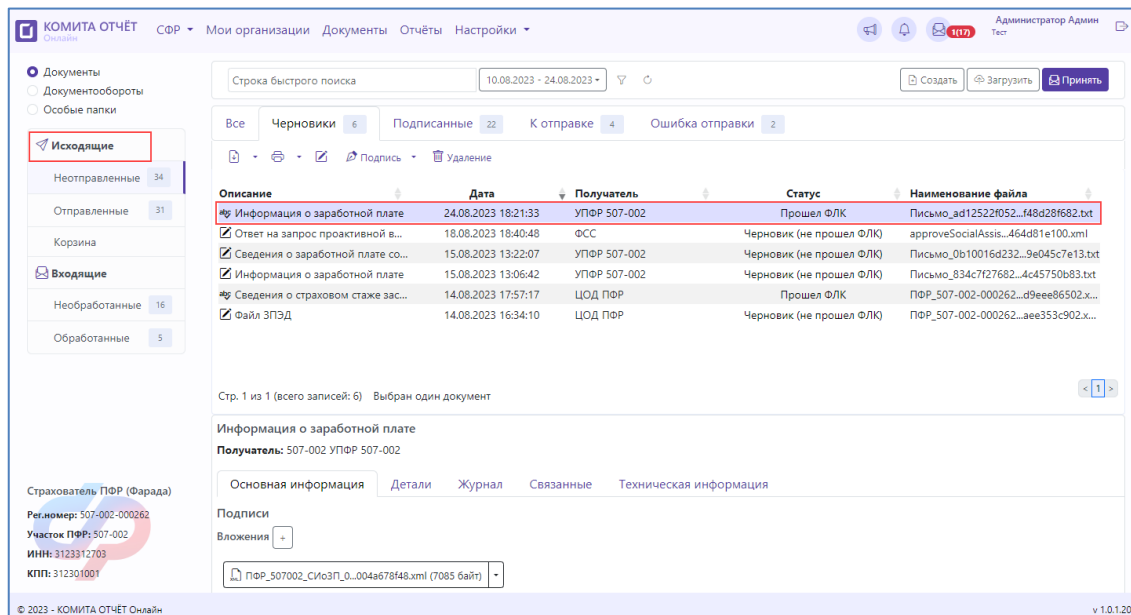 КОМИТА ОТЧЁТ
Онлайн
СФР Мои организации Документы Отчёты Настройки
1(17)
Администратор Админ
Тест
Документы
Документообороты
Особые папки
Исходящие
Неотправленные 34
Отправленные 31
Корзина
Входящие
Необработанные 16
Обработанные 5
Строка быстрого поиска 10.08.2023 - 24.08.2023 Создать Загрузить Принять
Все Черновики 6 Подписанные 22 К отправке 4 Ошибка отправки 2
Подпись Удаление
Описание Дата Получатель Статус Наименование файла
Информация о заработной плате 24.08.2023 18:21:33 УПФР 507-002 Прошел ФЛК Письмо_ad12522f052...f48d28f682.txt
Ответ на запрос проактивной в... 18.08.2023 18:40:48 ФСС Черновик (не прошел ФЛК) approveSocialAssis...464d81e100.xml
Сведения о заработной плате со... 15.08.2023 13:22:07 УПФР 507-002 Черновик (не прошел ФЛК) Письмо_0b10016d232...9e045c7e13.txt
Информация о заработной плате 15.08.2023 13:06:42 УПФР 507-002 Черновик (не прошел ФЛК) Письмо_834c7f27682...4c45750b83.txt
Сведения о страховом стаже зас... 14.08.2023 17:57:17 ЦОД ПФР Прошел ФЛК ПФР_507-002-000262...d9eee86502.x...
Файл ЗПЭД 14.08.2023 16:34:10 ЦОД ПФР Черновик (не прошел ФЛК) ПФР_507-002-000262...aee353c902.x...
< 1 >
Стр. 1 из 1 (всего записей: 6) Выбран один документ
Информация о заработной плате
Получатель: 507-002 УПФР 507-002
Основная информация Детали Журнал Связанные Техническая информация
Подписи
Вложения +
ПФР_507002_СИоЗП_0...004a678f48.xml (7085 байт)
Страхователь ПФР (Фарада)
Рег.номер: 507-002-000262
Участок ПФР: 507-002
ИНН: 3123312703
КПП: 312301001
© 2023 - КОМИТА ОТЧЁТ Онлайн
v 1.0.1.20